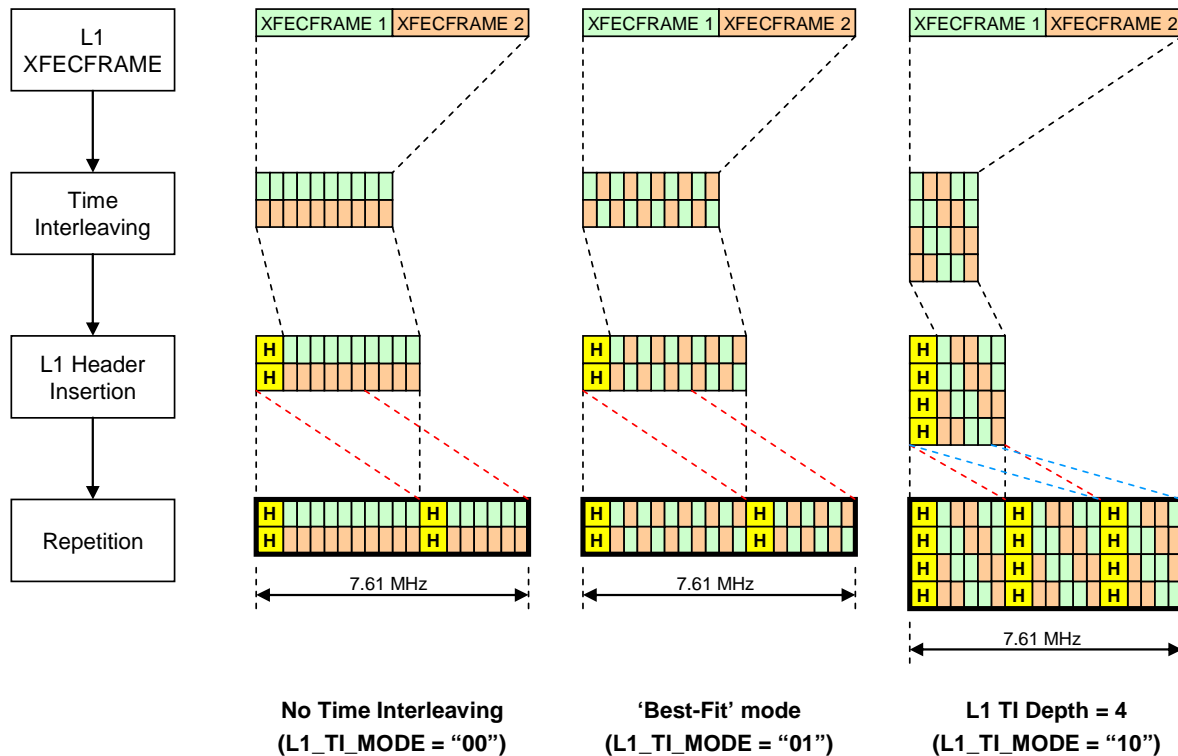 L1
XFECFRAME
XFECFRAME 1 XFECFRAME 2
XFECFRAME 1 XFECFRAME 2
XFECFRAME 1 XFECFRAME 2
Time
Interleaving
L1 Header
Insertion
H
H
H
H
H
H
H
H
Repetition
H H
H H
H H
H H
H H H
H H H
H H H
H H H
7.61 MHz
7.61 MHz
7.61 MHz
No Time Interleaving
(L1_TI_MODE = “00”)
‘Best-Fit’ mode
(L1_TI_MODE = “01”)
L1 TI Depth = 4
(L1_TI_MODE = “10”)